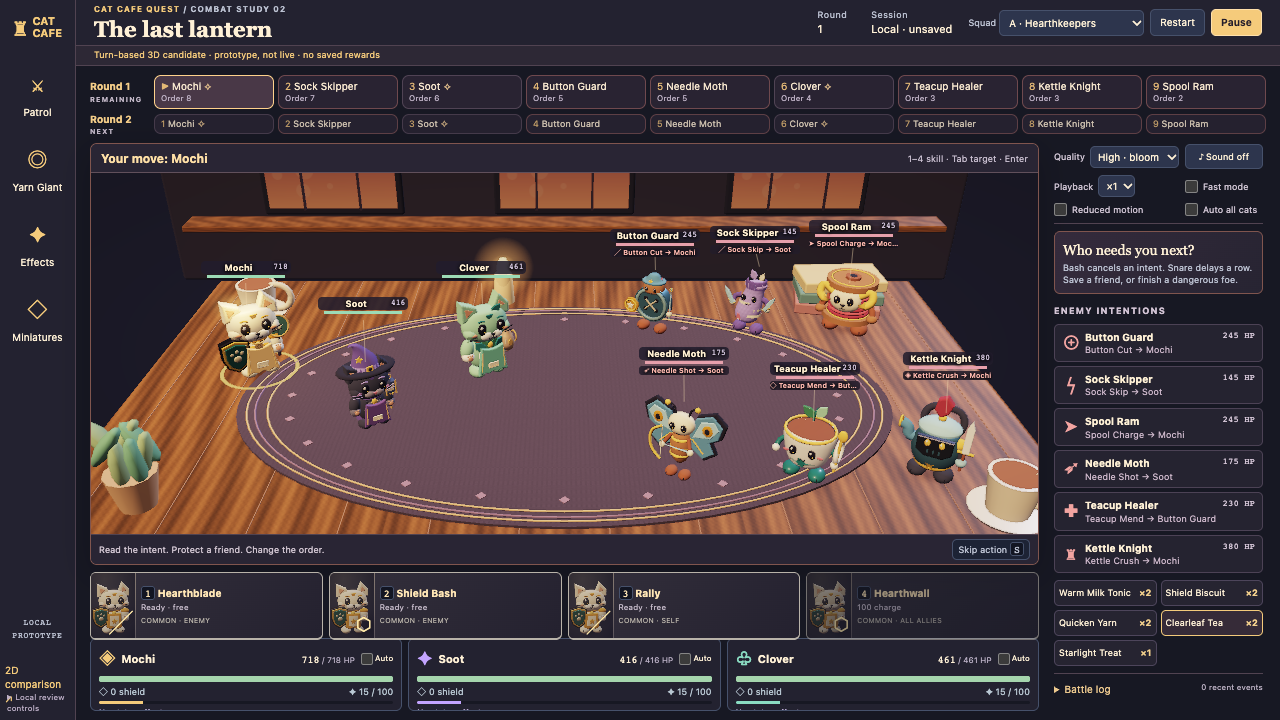 CAT CAFE
CAT CAFE QUEST / COMBAT STUDY 02
The last lantern
Round
1
Session
Local · unsaved
Squad
A · Hearthkeepers
Restart
Pause
Turn-based 3D candidate · prototype, not live · no saved rewards
Patrol
Yarn Giant
Effects
Miniatures
LOCAL PROTOTYPE
2D comparison
Local review controls
Round 1
REMAINING
Mochi
Order 8
2 Sock Skipper
Order 7
3 Soot
Order 6
4 Button Guard
Order 5
5 Needle Moth
Order 5
6 Clover
Order 4
7 Teacup Healer
Order 3
8 Kettle Knight
Order 3
9 Spool Ram
Order 2
Round 2
NEXT
1 Mochi
2 Sock Skipper
3 Soot
4 Button Guard
5 Needle Moth
6 Clover
7 Teacup Healer
8 Kettle Knight
9 Spool Ram
Your move: Mochi
1–4 skill · Tab target · Enter
Mochi 718
Soot 416
Clover 461
Button Guard 245
Button Cut → Mochi
Sock Skipper 145
Sock Skip → Soot
Spool Ram 245
Spool Charge → Moc...
Needle Moth 175
Needle Shot → Soot
Teacup Healer 230
Teacup Mend → But...
Kettle Knight 380
Kettle Crush → Mochi
Read the intent. Protect a friend. Change the order.
Skip action S
1 Hearthblade
Ready · free
COMMON · ENEMY
2 Shield Bash
Ready · free
COMMON · ENEMY
3 Rally
Ready · free
COMMON · SELF
4 Hearthwall
100 charge
COMMON · ALL ALLIES
Mochi
718 / 718 HP
Auto
0 shield
15 / 100
Soot
416 / 416 HP
Auto
0 shield
15 / 100
Clover
461 / 461 HP
Auto
0 shield
15 / 100
Quality
High · bloom
♪ Sound off
Playback
×1
Fast mode
Reduced motion
Auto all cats
Who needs you next?
Bash cancels an intent. Snare delays a row.
Save a friend, or finish a dangerous foe.
ENEMY INTENTIONS
Button Guard
245 HP
Button Cut → Mochi
Sock Skipper
145 HP
Sock Skip → Soot
Spool Ram
245 HP
Spool Charge → Mochi
Needle Moth
175 HP
Needle Shot → Soot
Teacup Healer
230 HP
Teacup Mend → Button Guard
Kettle Knight
380 HP
Kettle Crush → Mochi
Warm Milk Tonic ×2
Shield Biscuit ×2
Quicken Yarn ×2
Clearleaf Tea ×2
Starlight Treat ×1
Battle log
0 recent events